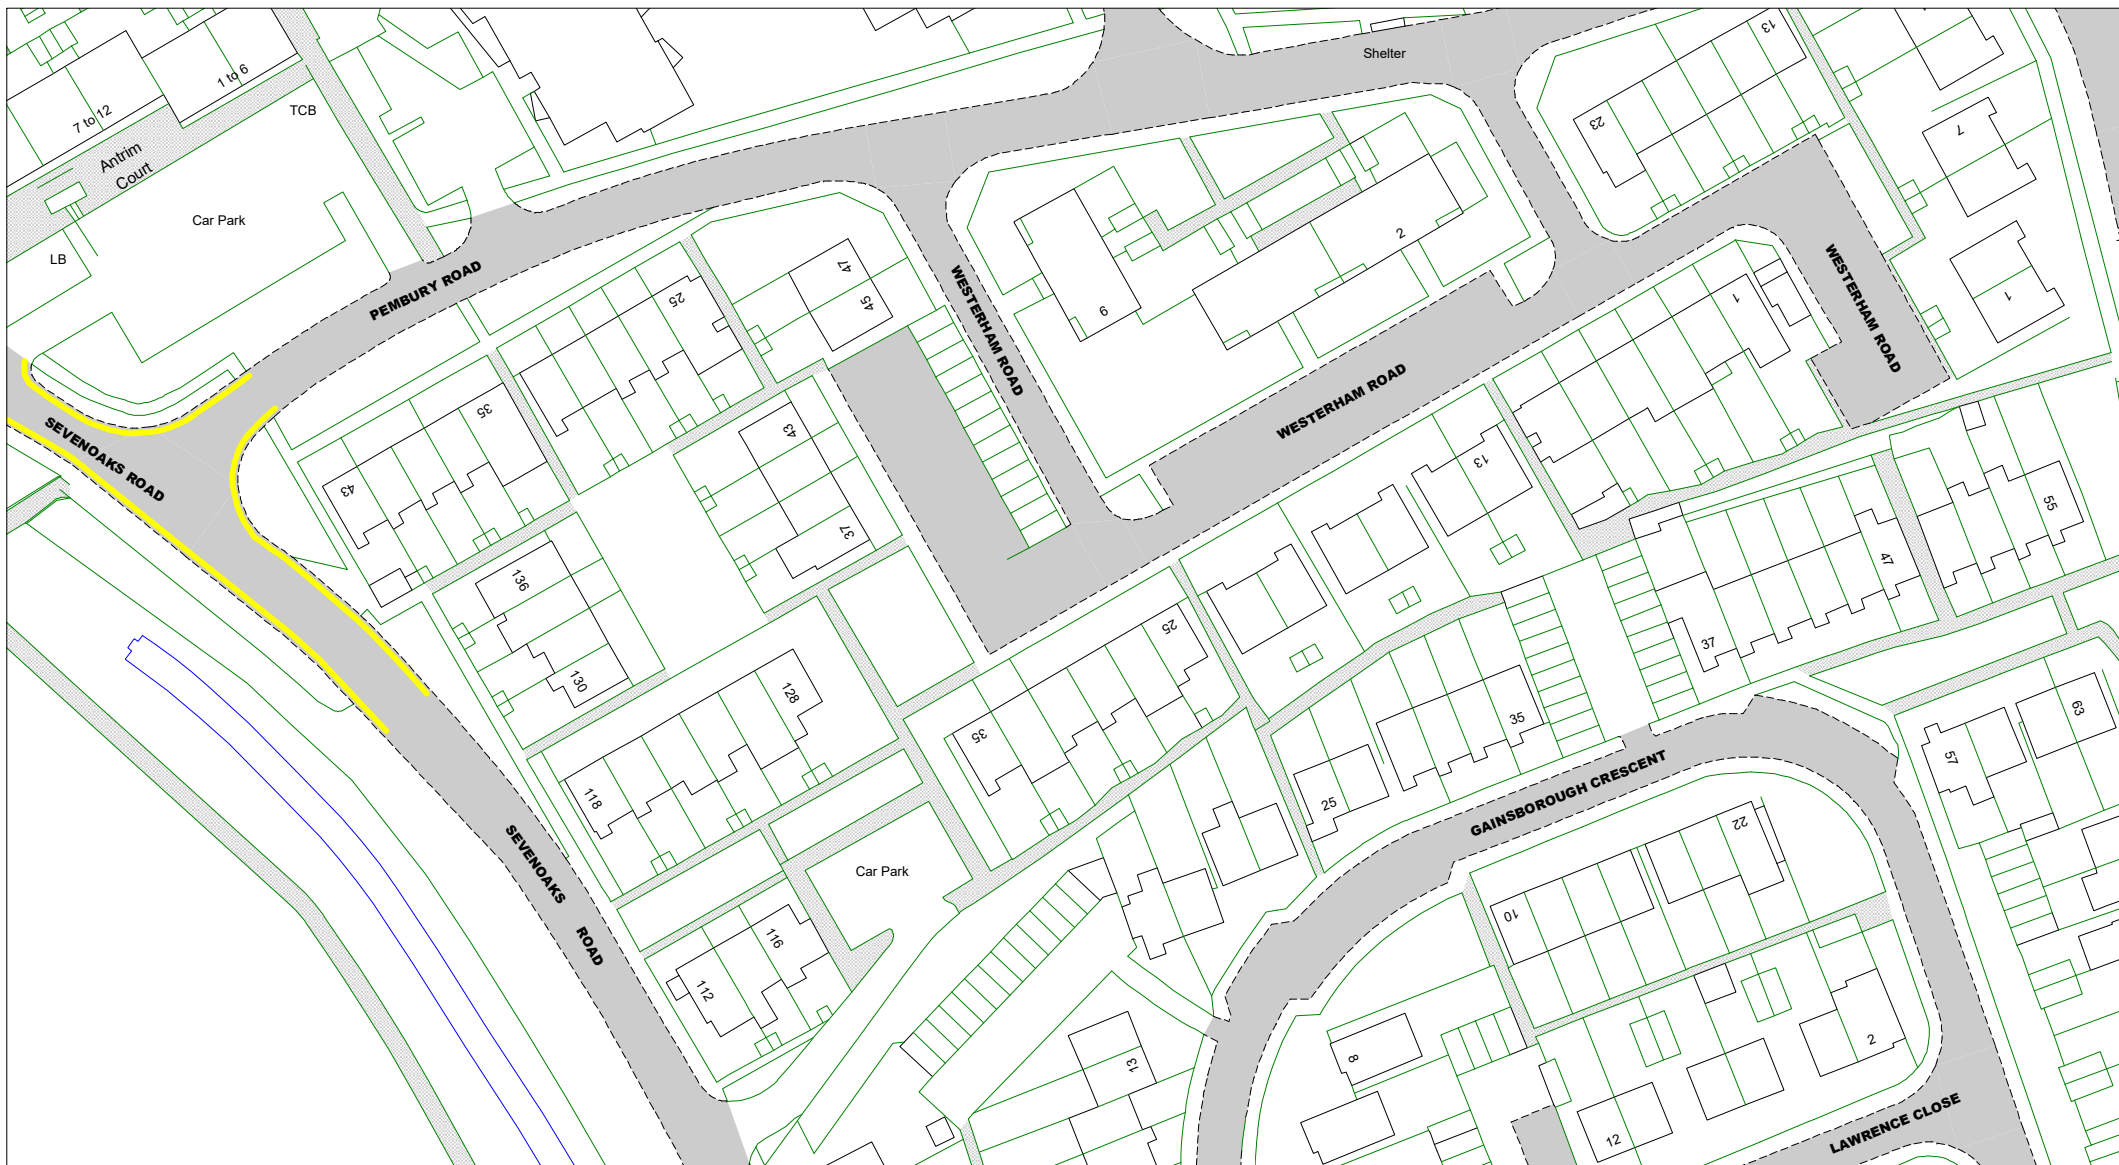 Shelter
13
1 to 6
TCB
7 to 12
23
Antrim
Court
7
Car Park
2
LB
47
PEMBURY ROAD
25
45
WESTERHAM ROAD
WESTERHAM ROAD
1
1
9
WESTERHAM ROAD
35
43
SEVENOAKS ROAD
43
13
55
37
47
136
25
37
130
128
35
35
63
57
118
25
GAINSBOROUGH CRESCENT
22
SEVENOAKS
ROAD
Car Park
10
116
112
8
13
2
12
LAWRENCE CLOSE